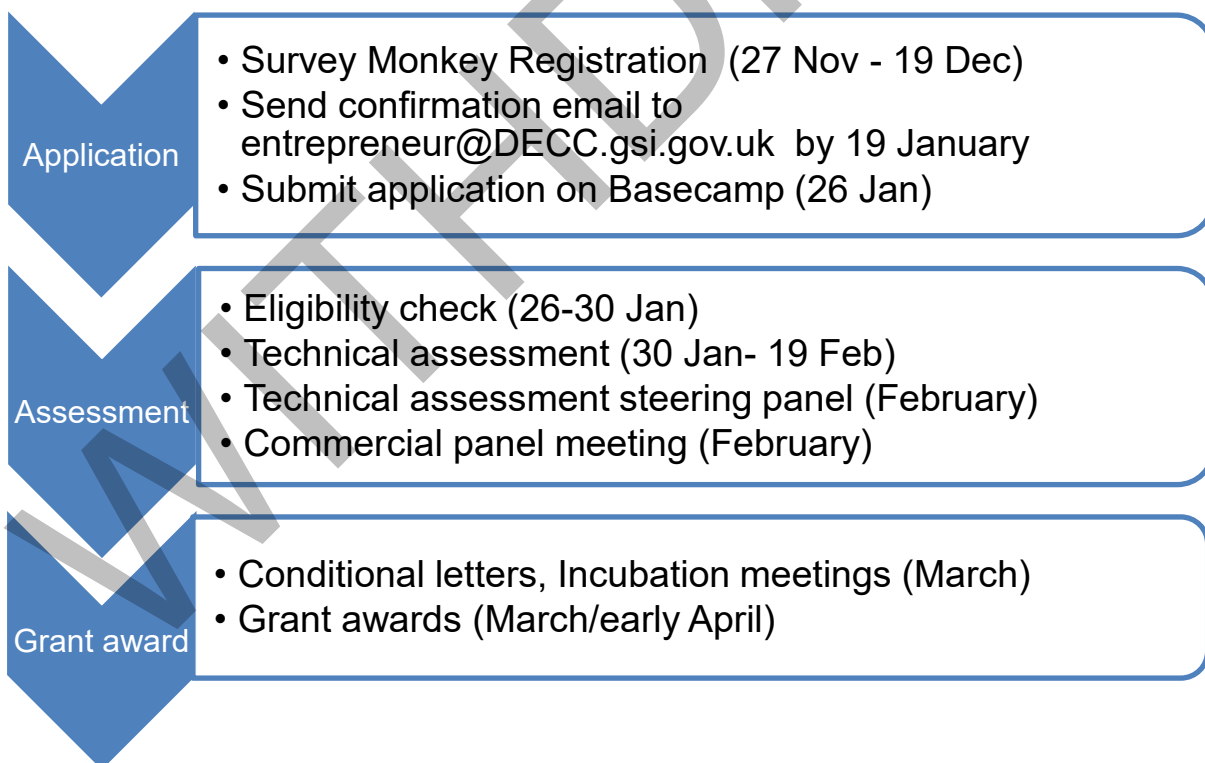 Application
• Survey Monkey Registration  (27 Nov - 19 Dec)
• Send confirmation email to
entrepreneur@DECC.gsi.gov.uk  by 19 January
• Submit application on Basecamp (26 Jan)
Assessment
• Eligibility check (26-30 Jan)
• Technical assessment (30 Jan- 19 Feb)
• Technical assessment steering panel (February)
• Commercial panel meeting (February)
Grant award
• Conditional letters, Incubation meetings (March)
• Grant awards (March/early April)